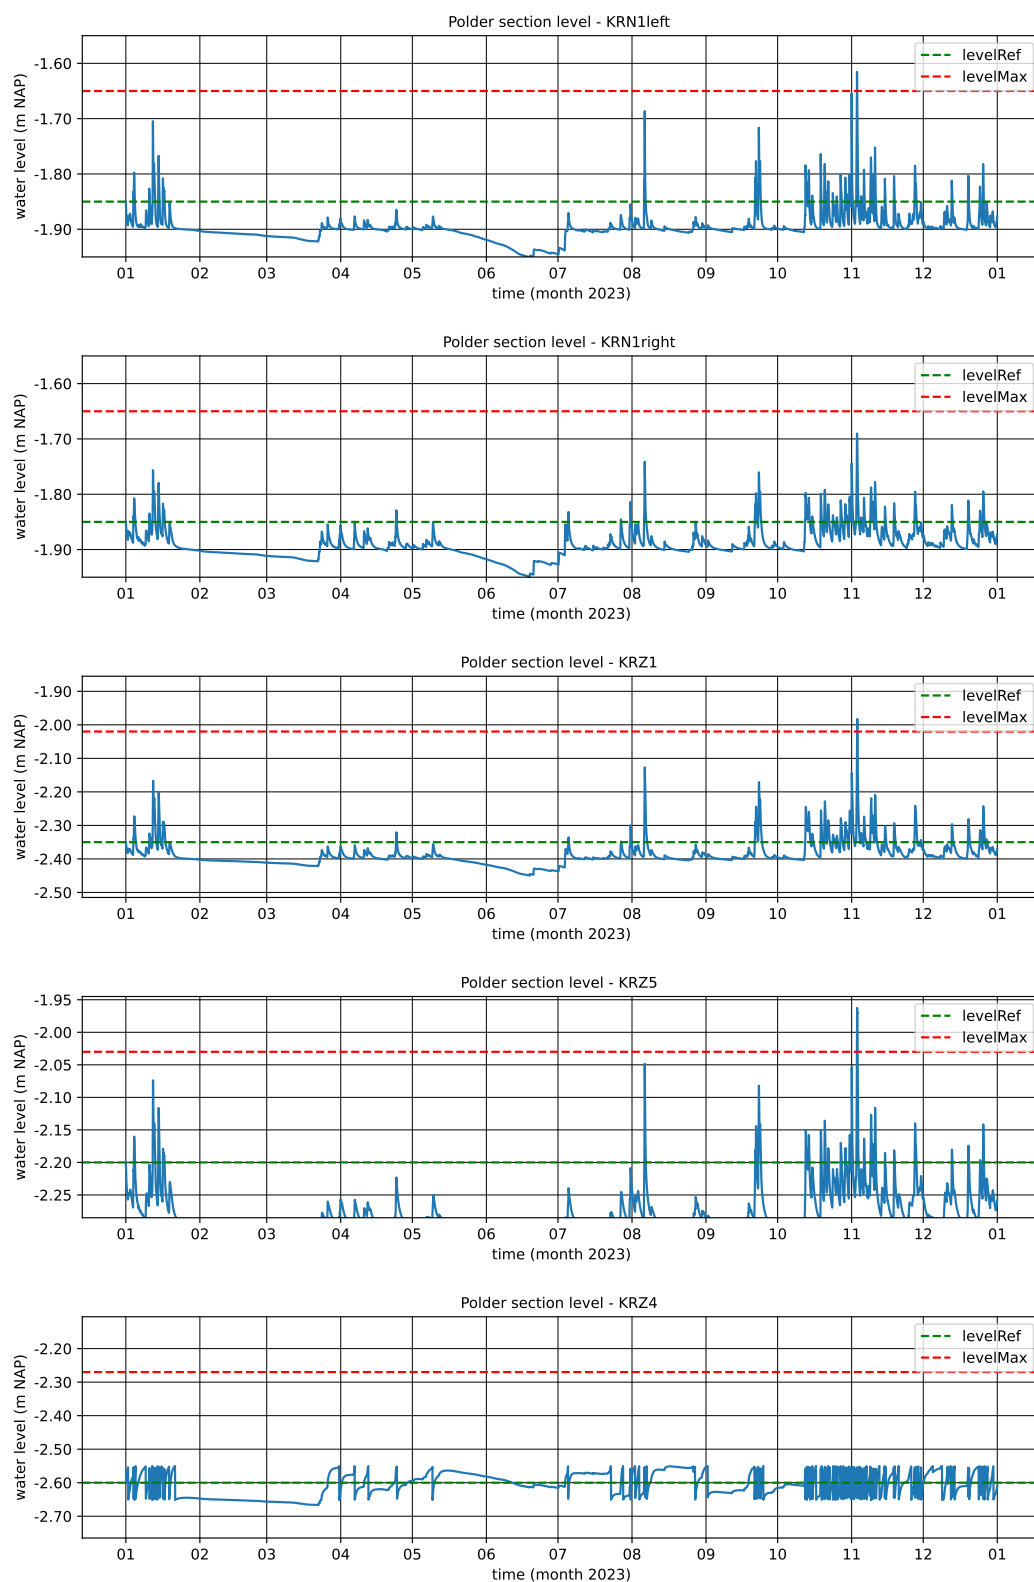 Polder section level - KRN1left
levelRef
levelMax
-1.60
-1.70
-1.80
-1.90
water level (m NAP)
01 02 03 04 05 06 07 08 09 10 11 12 01
time (month 2023)
Polder section level - KRN1right
levelRef
levelMax
-1.60
-1.70
-1.80
-1.90
water level (m NAP)
01 02 03 04 05 06 07 08 09 10 11 12 01
time (month 2023)
Polder section level - KRZ1
levelRef
levelMax
-1.90
-2.00
-2.10
-2.20
-2.30
-2.40
-2.50
water level (m NAP)
01 02 03 04 05 06 07 08 09 10 11 12 01
time (month 2023)
Polder section level - KRZ5
levelRef
levelMax
-1.95
-2.00
-2.05
-2.10
-2.15
-2.20
-2.25
water level (m NAP)
01 02 03 04 05 06 07 08 09 10 11 12 01
time (month 2023)
Polder section level - KRZ4
levelRef
levelMax
-2.20
-2.30
-2.40
-2.50
-2.60
-2.70
water level (m NAP)
01 02 03 04 05 06 07 08 09 10 11 12 01
time (month 2023)